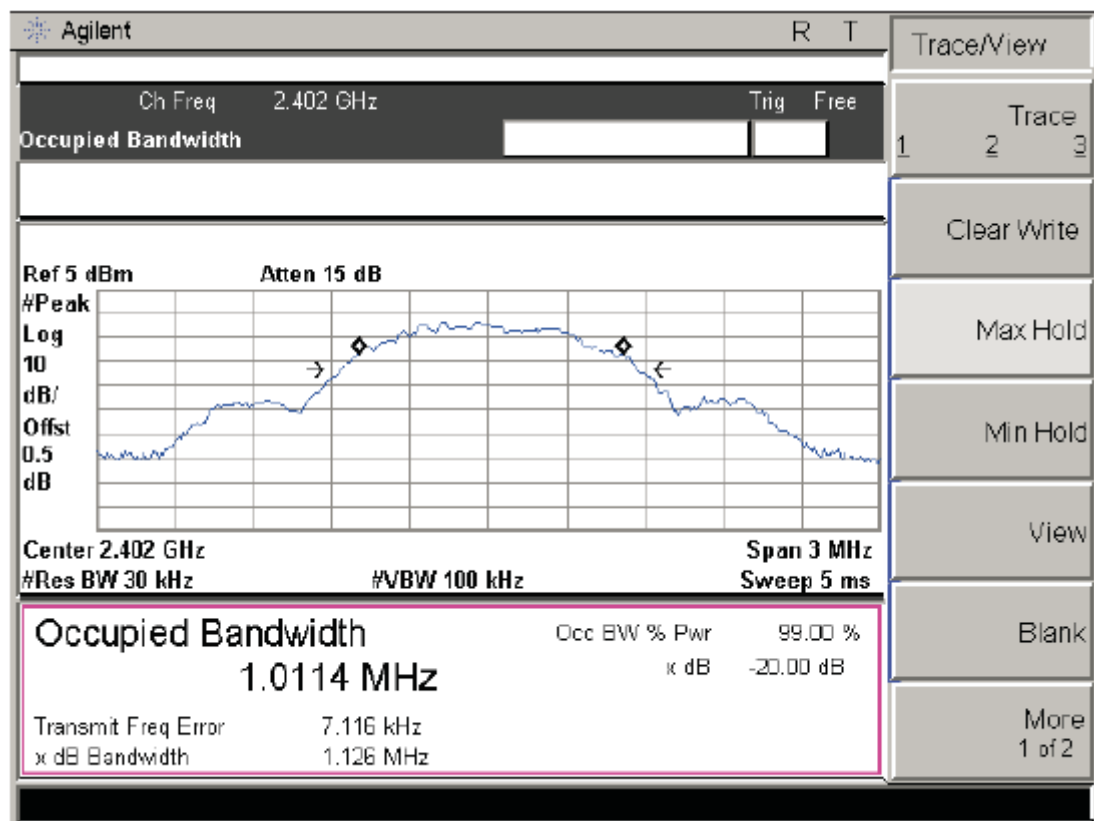 Agilent R T
Trace/View
Ch Freq 2.402 GHz Trig Free
Occupied Bandwidth
Trace
1 2 3
Clear Write
Max Hold
Min Hold
View
Blank
More
1 of 2
Ref 5 dBm Atten 15 dB
#Peak
Log
10
dB/
Offst
0.5
dB
Center 2.402 GHz Span 3 MHz
#Res BW 30 kHz #VBW 100 kHz Sweep 5 ms
Occupied Bandwidth Occ BW % Pwr 99.00 %
1.0114 MHz x dB -20.00 dB
Transmit Freq Error 7.116 kHz
x dB Bandwidth 1.126 MHz